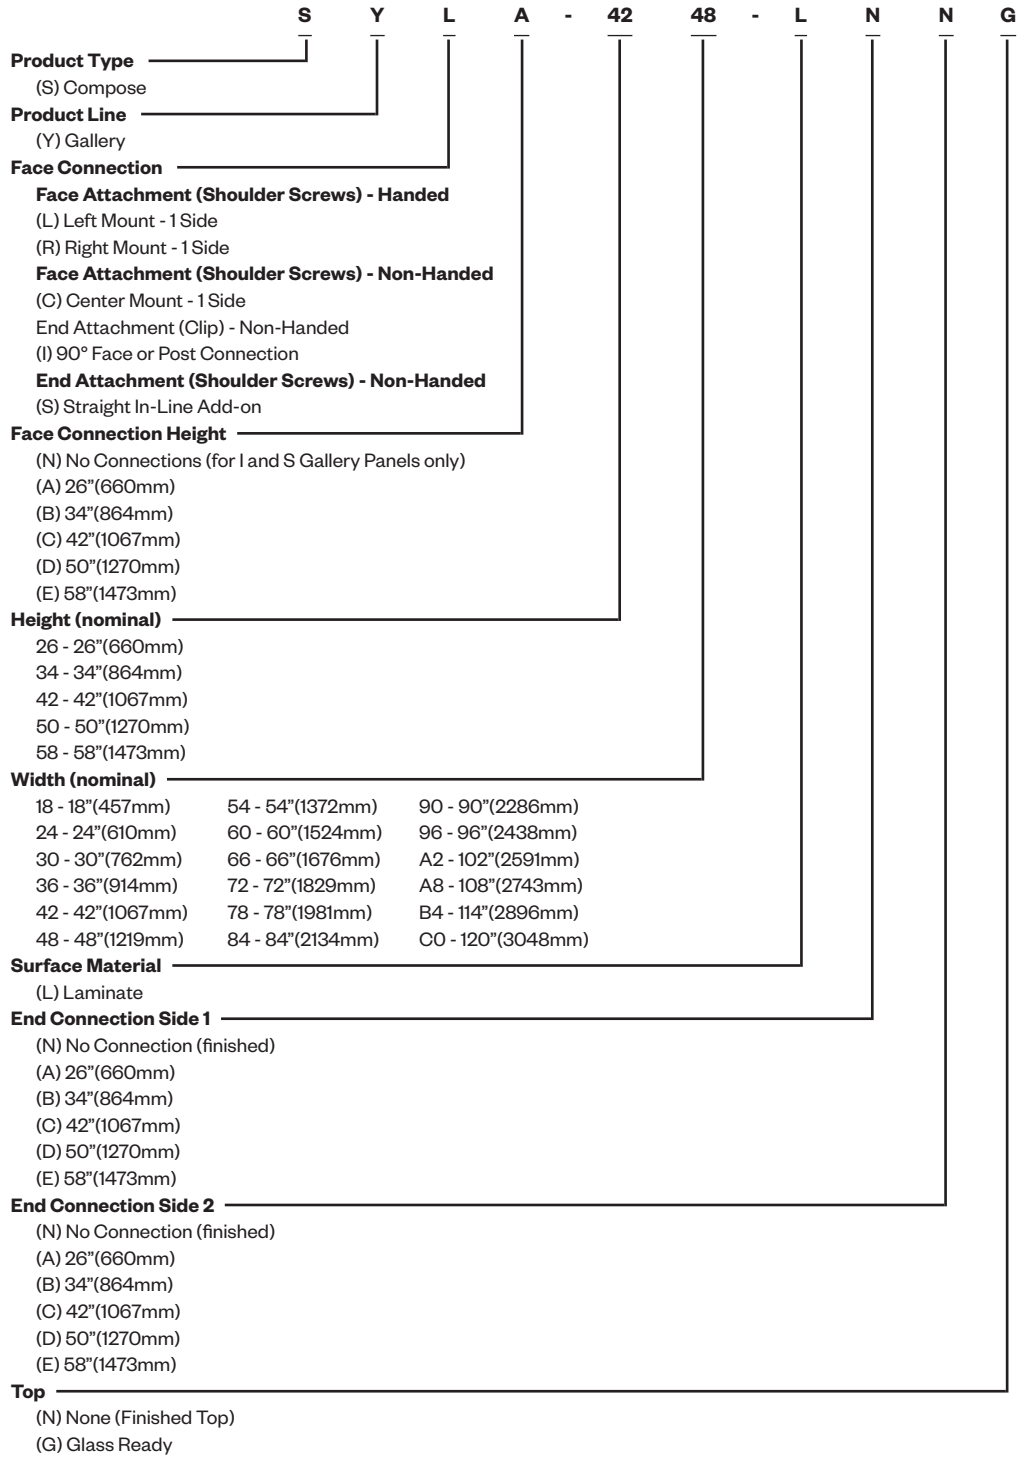 S Y L A - 42 48 - L N N G
Product Type
(S) Compose
Product Line
(Y) Gallery
Face Connection
Face Attachment (Shoulder Screws) - Handed
(L) Left Mount - 1 Side
(R) Right Mount - 1 Side
Face Attachment (Shoulder Screws) - Non-Handed
(C) Center Mount - 1 Side
End Attachment (Clip) - Non-Handed
(I) 90° Face or Post Connection
End Attachment (Shoulder Screws) - Non-Handed
(S) Straight In-Line Add-on
Face Connection Height
(N) No Connections (for I and S Gallery Panels only)
(A) 26”(660mm)
(B) 34”(864mm)
(C) 42”(1067mm)
(D) 50”(1270mm)
(E) 58”(1473mm)
Height (nominal)
26 - 26”(660mm)
34 - 34”(864mm)
42 - 42”(1067mm)
50 - 50”(1270mm)
58 - 58”(1473mm)
Width (nominal)
18 - 18”(457mm) 54 - 54”(1372mm) 90 - 90”(2286mm)
24 - 24”(610mm) 60 - 60”(1524mm) 96 - 96”(2438mm)
30 - 30”(762mm) 66 - 66”(1676mm) A2 - 102”(2591mm)
36 - 36”(914mm) 72 - 72”(1829mm) A8 - 108”(2743mm)
42 - 42”(1067mm) 78 - 78”(1981mm) B4 - 114”(2896mm)
48 - 48”(1219mm) 84 - 84”(2134mm) C0 - 120”(3048mm)
Surface Material
(L) Laminate
End Connection Side 1
(N) No Connection (finished)
(A) 26”(660mm)
(B) 34”(864mm)
(C) 42”(1067mm)
(D) 50”(1270mm)
(E) 58”(1473mm)
End Connection Side 2
(N) No Connection (finished)
(A) 26”(660mm)
(B) 34”(864mm)
(C) 42”(1067mm)
(D) 50”(1270mm)
(E) 58”(1473mm)
Top
(N) None (Finished Top)
(G) Glass Ready